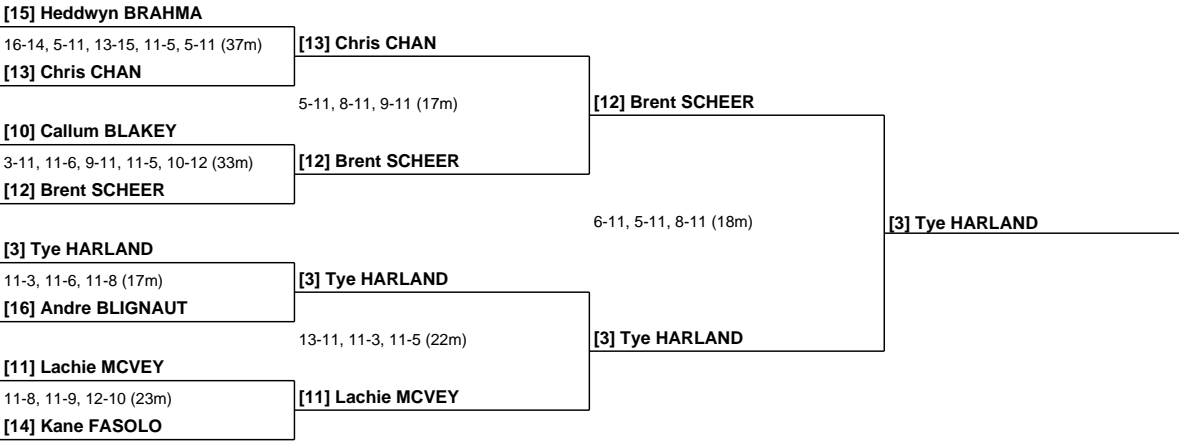 [15] Heddwyn BRAHMA
16-14, 5-11, 13-15, 11-5, 5-11 (37m)
[13] Chris CHAN
[13] Chris CHAN
5-11, 8-11, 9-11 (17m)
[12] Brent SCHEER
[10] Callum BLAKEY
3-11, 11-6, 9-11, 11-5, 10-12 (33m)
[12] Brent SCHEER
[12] Brent SCHEER
6-11, 5-11, 8-11 (18m)
[3] Tye HARLAND
[3] Tye HARLAND
11-3, 11-6, 11-8 (17m)
[3] Tye HARLAND
[16] Andre BLIGNAUT
13-11, 11-3, 11-5 (22m)
[3] Tye HARLAND
[11] Lachie MCVEY
11-8, 11-9, 12-10 (23m)
[11] Lachie MCVEY
[14] Kane FASOLO